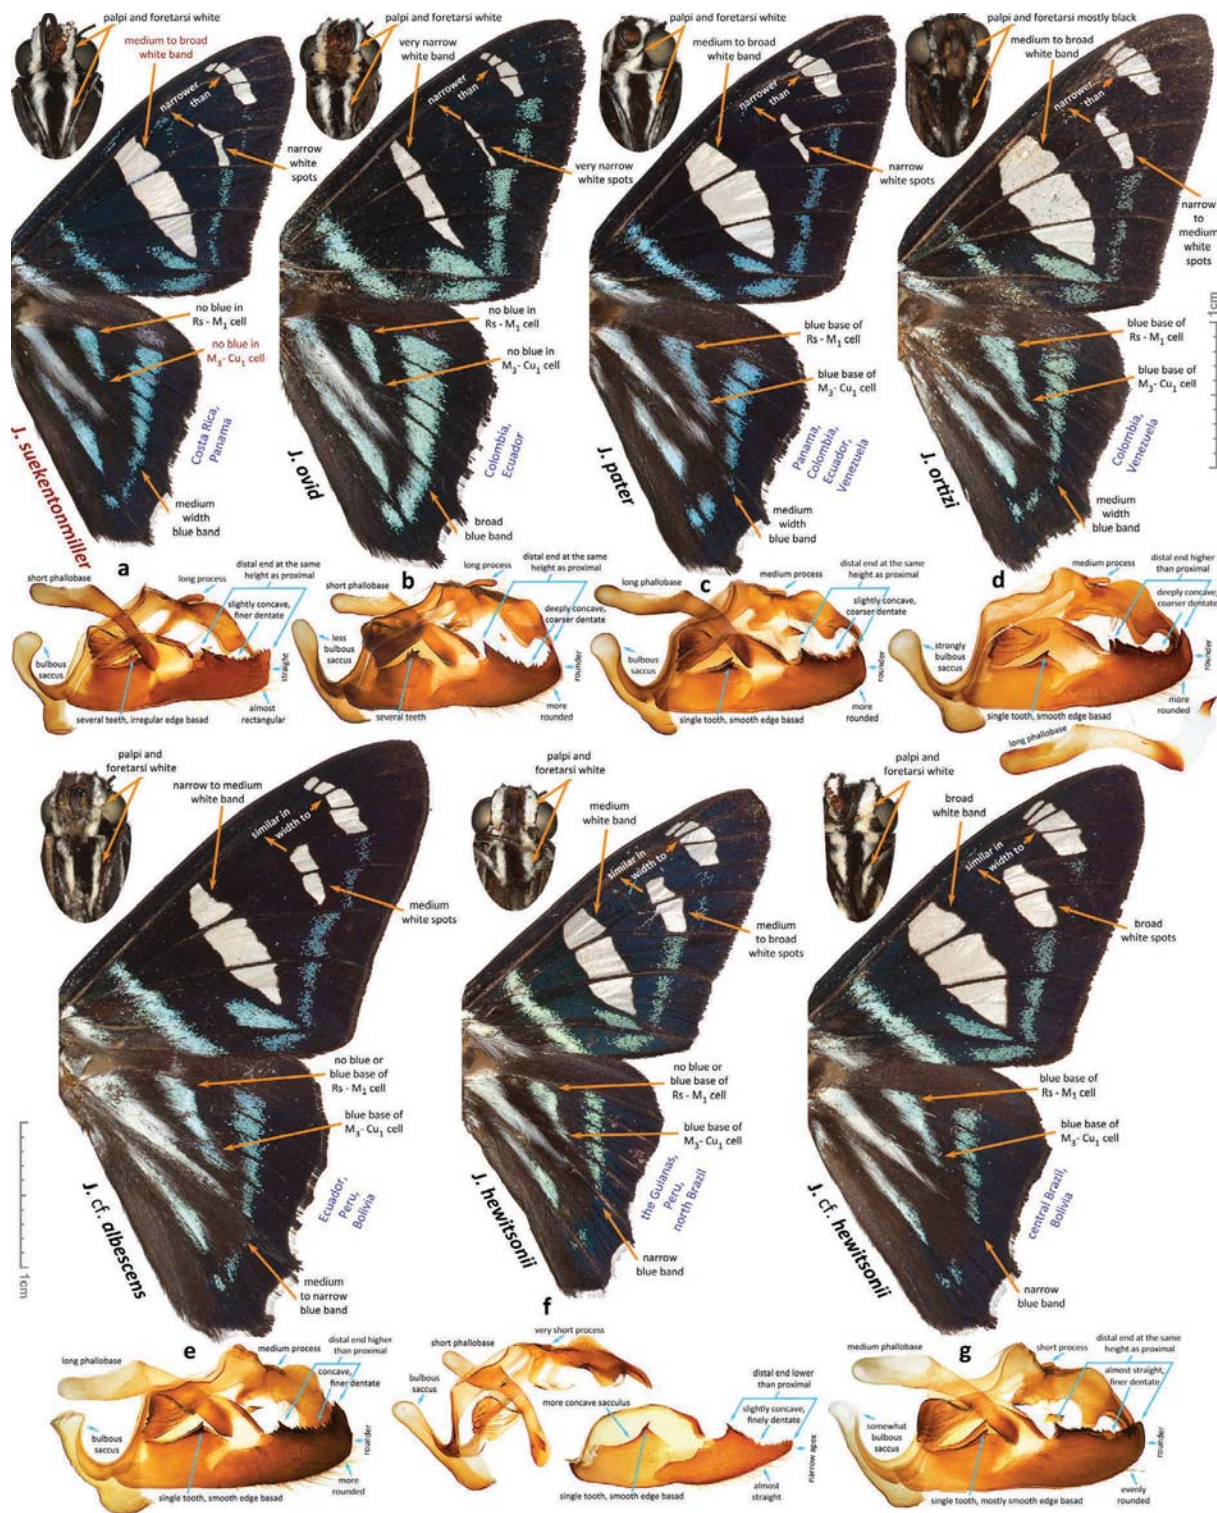 palpi and foretarsi white
medium to broad
white band
narrower
than
narrow
white
spots
no blue in
Rs - M1 cell
no blue in
M3- Cu1 cell
Costa Rica,
Panama
J. suekentonmiller
medium
width
blue band
palpi and foretarsi white
very narrow
white band
narrower
than
very narrow
white spots
no blue in
Rs - M1 cell
no blue in
M3- Cu1 cell
Colombia,
Ecuador
J. ovid
broad
blue band
palpi and foretarsi white
medium to broad
white band
narrower
than
narrow
white spots
blue base of
Rs - M1 cell
blue base of
M3- Cu1 cell
Panama,
Colombia,
Ecuador,
Venezuela
J. pater
medium
width
blue band
palpi and foretarsi mostly black
medium to broad
white band
narrower
than
narrow
to
medium
white
spots
1cm
blue base of
Rs - M1 cell
blue base of
M3- Cu1 cell
Colombia,
Venezuela
J. ortizi
medium
width
blue band
a
short phallobase
long process
distal end at the same
height as proximal
slightly concave,
finer dentate
bulbous
saccus
straight
several teeth, irregular edge basad
almost
rectangular
b
short phallobase
long process
distal end at the same
height as proximal
deeply concave,
coarser dentate
less
bulbous
saccus
rounder
several teeth
more
rounded
c
long phallobase
medium process
distal end at the same
height as proximal
slightly concave,
coarser dentate
bulbous
saccus
rounder
single tooth, smooth edge basad
more
rounded
d
medium process
distal end higher
than proximal
deeply concave,
coarser dentate
strongly
bulbous
saccus
rounder
single tooth, smooth edge basad
more
rounded
long phallobase
palpi and
foretarsi white
narrow to medium
white band
similar in
width to
medium
white spots
no blue or
blue base of
Rs - M1 cell
blue base of
M3- Cu1 cell
Ecuador,
Peru,
Bolivia
J. cf. albescens
1cm
medium
to narrow
blue band
palpi and
foretarsi white
medium
white band
similar in
width to
medium
to broad
white spots
no blue or
blue base of
Rs - M1 cell
blue base of
M3- Cu1 cell
the Guianas,
Peru,
north Brazil
J. hewitsonii
narrow
blue band
palpi and
foretarsi white
broad
white band
similar in
width to
broad
white spots
blue base of
Rs - M1 cell
blue base of
M3- Cu1 cell
central Brazil,
Bolivia
J. cf. hewitsonii
narrow
blue band
e
long phallobase
medium process
distal end higher
than proximal
concave,
finer dentate
bulbous
saccus
rounder
single tooth, smooth edge basad
more
rounded
f
short phallobase
very short process
bulbous
saccus
more concave sacculus
distal end lower
than proximal
slightly concave,
finely dentate
narrow apex
single tooth, smooth edge basad
almost
straight
g
medium phallobase
short process
distal end at the same
height as proximal
almost straight,
finer dentate
somewhat
bulbous
saccus
rounder
single tooth, mostly smooth edge basad
evenly
rounded